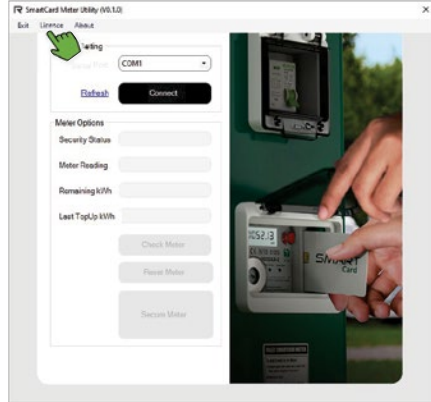 SmartCard Meter Utility (V0.1.0)
Exit Licence About
COM1
Refresh Connect
Meter Options
Security Status
Meter Reading
Remaining kWh
Last TopUp kWh
Check Meter
Reset Meter
Secure Meter
SMART
Card